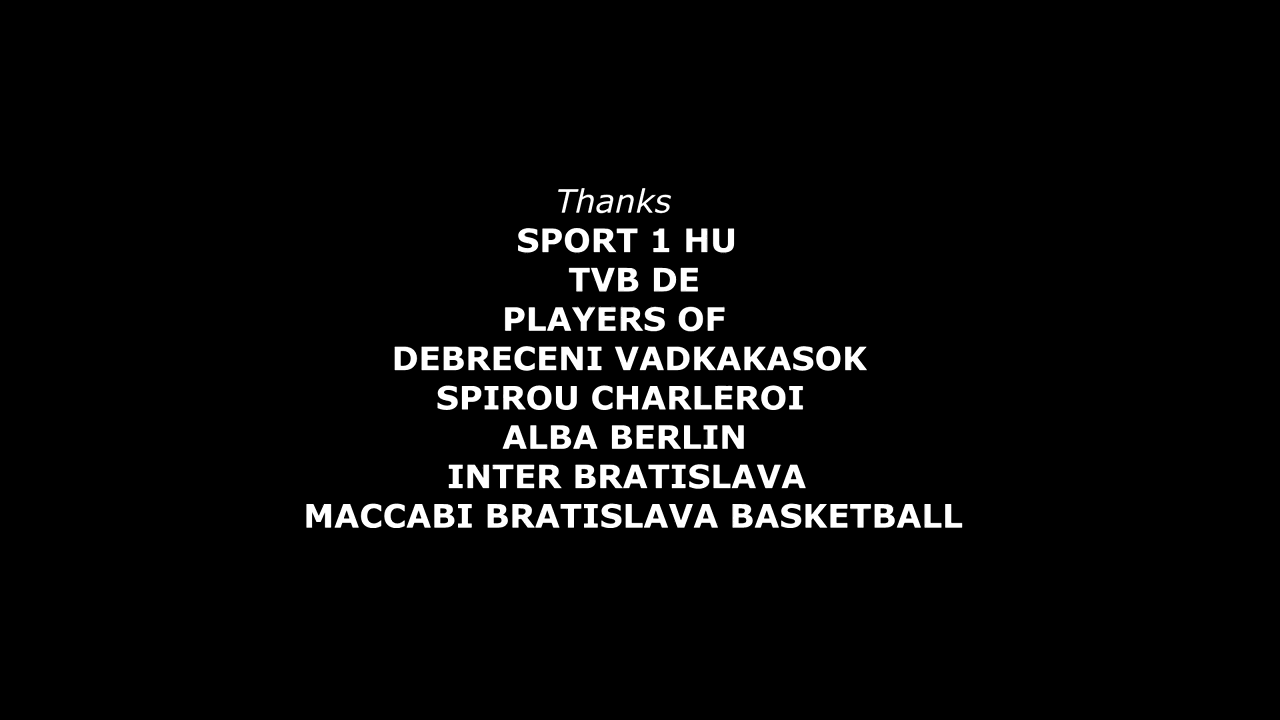 Thanks
SPORT 1 HU
TVB DE
PLAYERS OF
DEBRECENI VADKAKASOK
SPIROU CHARLEROI
ALBA BERLIN
INTER BRATISLAVA
MACCABI BRATISLAVA BASKETBALL